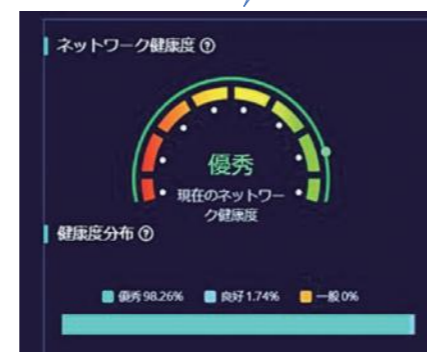 ネットワーク健康度 ?
優秀
現在のネットワー
ク健康度
健康度分布 ?
優秀 98.26% 良好 1.74% 一般 0%